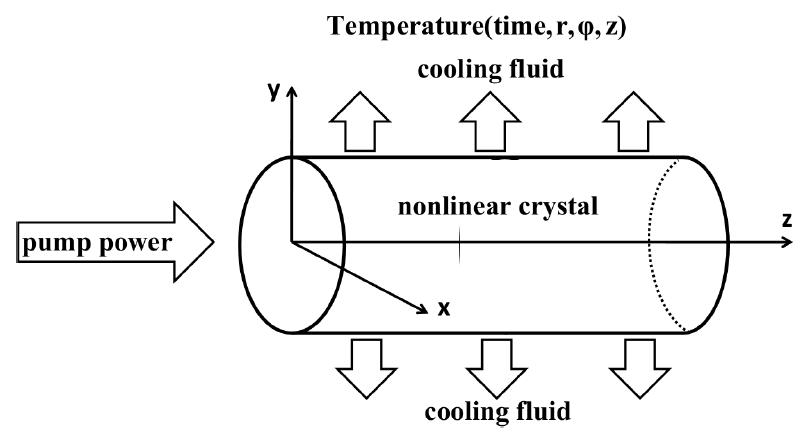 Temperature(time, r, φ, z)
cooling fluid
y
nonlinear crystal
z
pump power
x
cooling fluid